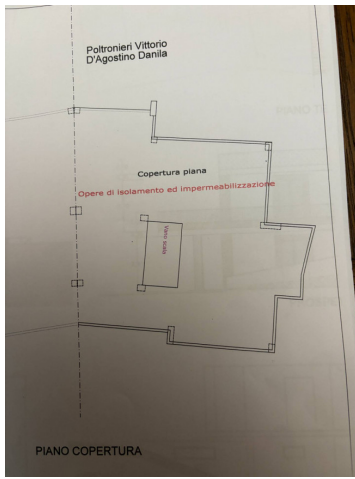 Poltronieri Vittorio
D'Agostino Danila
Copertura piana
Opere di isolamento ed impermeabilizzazione
Vano scala
PIANO COPERTURA